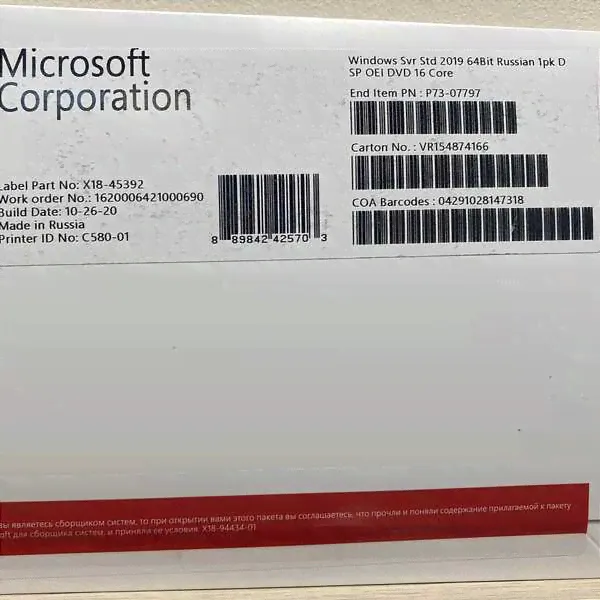 Microsoft
Corporation
Windows Svr Std 2019 64Bit Russian 1pk D
SP OEI DVD 16 Core
End Item PN : P73-07797
Carton No. : VR154874166
COA Barcodes : 04291028147318
Label Part No: X18-45392
Work order No.: 1620006421000690
Build Date: 10-26-20
Made in Russia
Printer ID No: C580-01
8 89842 42570 3
вы являетесь сборщиком систем, то при открытии вами этого пакета вы соглашаетесь, что прочли и поняли содержание прилагаемой к пакету
oft для сборщика систем, и приняли ее условия. X18-94434-01